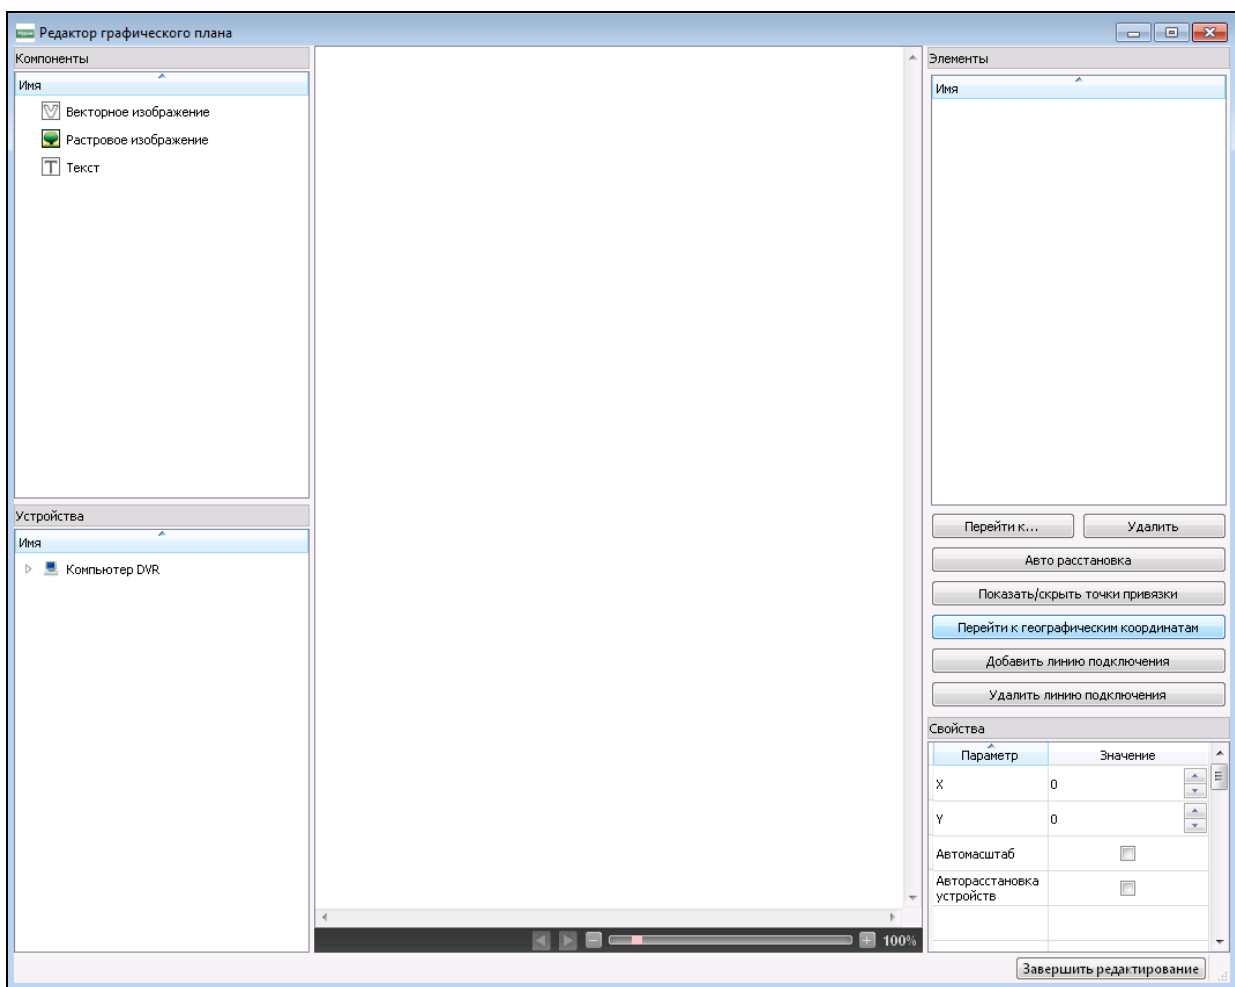 Редактор графического плана
Компоненты
Имя
Векторное изображение
Растровое изображение
Текст
Устройства
Имя
Компьютер DVR
100%
Элементы
Имя
Перейти к...
Удалить
Авто расстановка
Показать/скрыть точки привязки
Перейти к географическим координатам
Добавить линию подключения
Удалить линию подключения
Свойства
Параметр
Значение
X
0
Y
0
Автомасштаб
Авторасстановка
устройств
Завершить редактирование